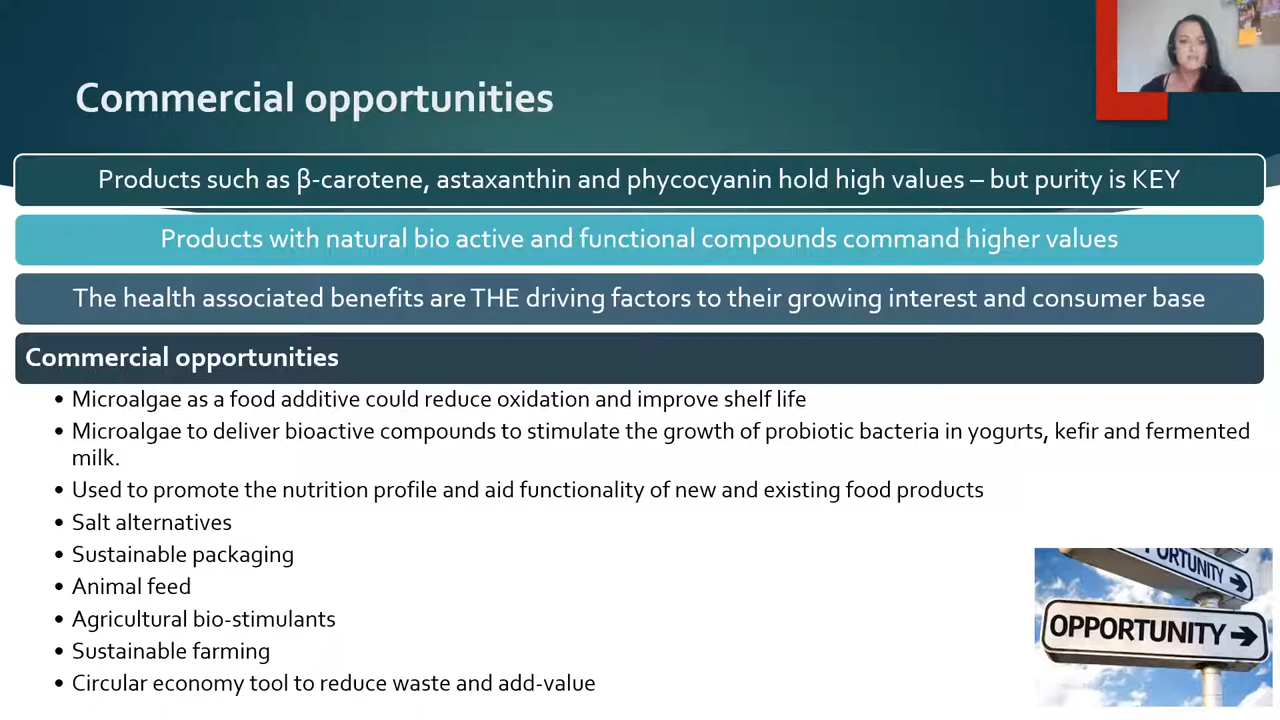 Commercial opportunities
Products such as β-carotene, astaxanthin and phycocyanin hold high values – but purity is KEY
Products with natural bio active and functional compounds command higher values
The health associated benefits are THE driving factors to their growing interest and consumer base
Commercial opportunities
• Microalgae as a food additive could reduce oxidation and improve shelf life
• Microalgae to deliver bioactive compounds to stimulate the growth of probiotic bacteria in yogurts, kefir and fermented
milk.
• Used to promote the nutrition profile and aid functionality of new and existing food products
• Salt alternatives
• Sustainable packaging
• Animal feed
• Agricultural bio-stimulants
• Sustainable farming
• Circular economy tool to reduce waste and add-value
OPPORTUNITY